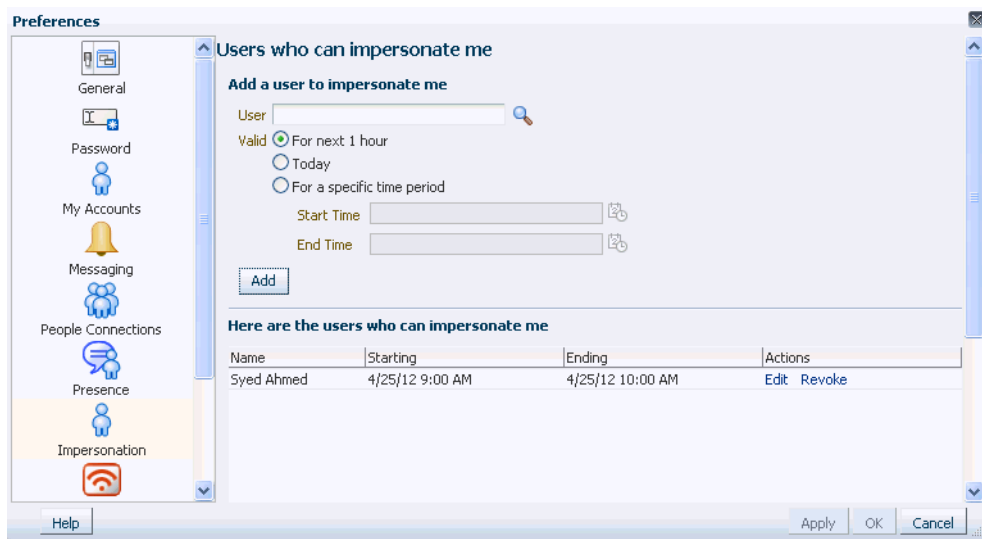 Preferences
General
Password
My Accounts
Messaging
People Connections
Presence
Impersonation
Users who can impersonate me
Add a user to impersonate me
User
Valid For next 1 hour
Today
For a specific time period
Start Time
End Time
Add
Here are the users who can impersonate me
Name Starting Ending Actions
Syed Ahmed 4/25/12 9:00 AM 4/25/12 10:00 AM Edit Revoke
Help Apply OK Cancel